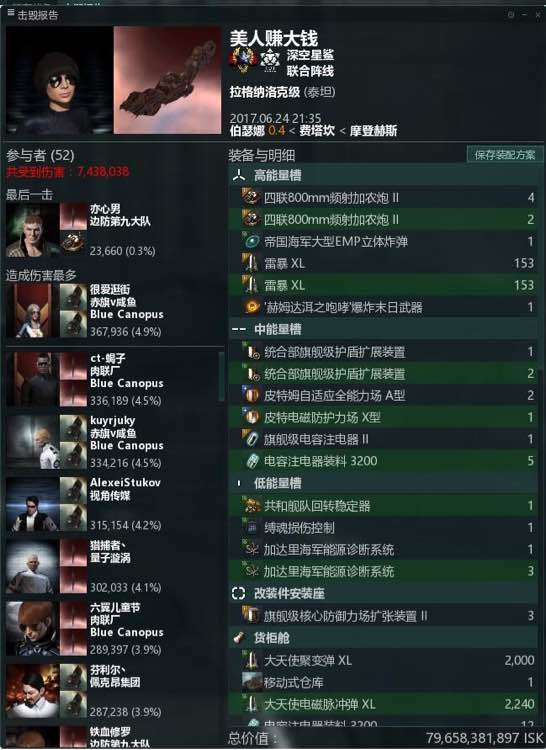 击毁报告
美人赚大钱
深空星鲨
联合阵线
拉格纳洛克级 (泰坦)
2017.06.24 21:35
伯瑟娜 0.4 < 费塔坎 < 摩登赫斯
参与者 (52)
共受到伤害：7,438,038
最后一击
亦心男
边防第九大队
23,660 (0.3%)
造成伤害最多
很爱逛街
赤旗v咸鱼
Blue Canopus
367,936 (4.9%)
ct-蝎子
肉联厂
Blue Canopus
336,189 (4.5%)
kuyrjuky
赤旗v咸鱼
Blue Canopus
334,216 (4.5%)
AlexeiStukov
视角传媒
315,154 (4.2%)
猎捕者丶
量子漩涡
302,033 (4.1%)
六翼儿童节
肉联厂
Blue Canopus
289,397 (3.9%)
芬利尔丶
佩克昂集团
287,238 (3.9%)
铁血修罗
边防第九大队
装备与明细
保存装配方案
高能量槽
四联800mm频射加农炮 II 4
四联800mm频射加农炮 II 2
帝国海军大型EMP立体炸弹 1
雷暴 XL 153
雷暴 XL 153
'赫姆达洱之咆哮'爆炸末日武器 1
中能量槽
统合部旗舰级护盾扩展装置 1
统合部旗舰级护盾扩展装置 2
皮特姆自适应全能力场 A型 2
皮特电磁防护力场 X型 1
旗舰级电容注电器 II 1
电容注电器装料 3200 5
低能量槽
共和舰队回转稳定器 1
缚魂损伤控制 1
加达里海军能源诊断系统 1
加达里海军能源诊断系统 3
改装件安装座
旗舰级核心防御力场扩张装置 II 3
货柜舱
大天使聚变弹 XL 2,000
移动式仓库 1
大天使电磁脉冲弹 XL 2,240
电容注电器装料 3200 12
总价值： 79,658,381,897 ISK